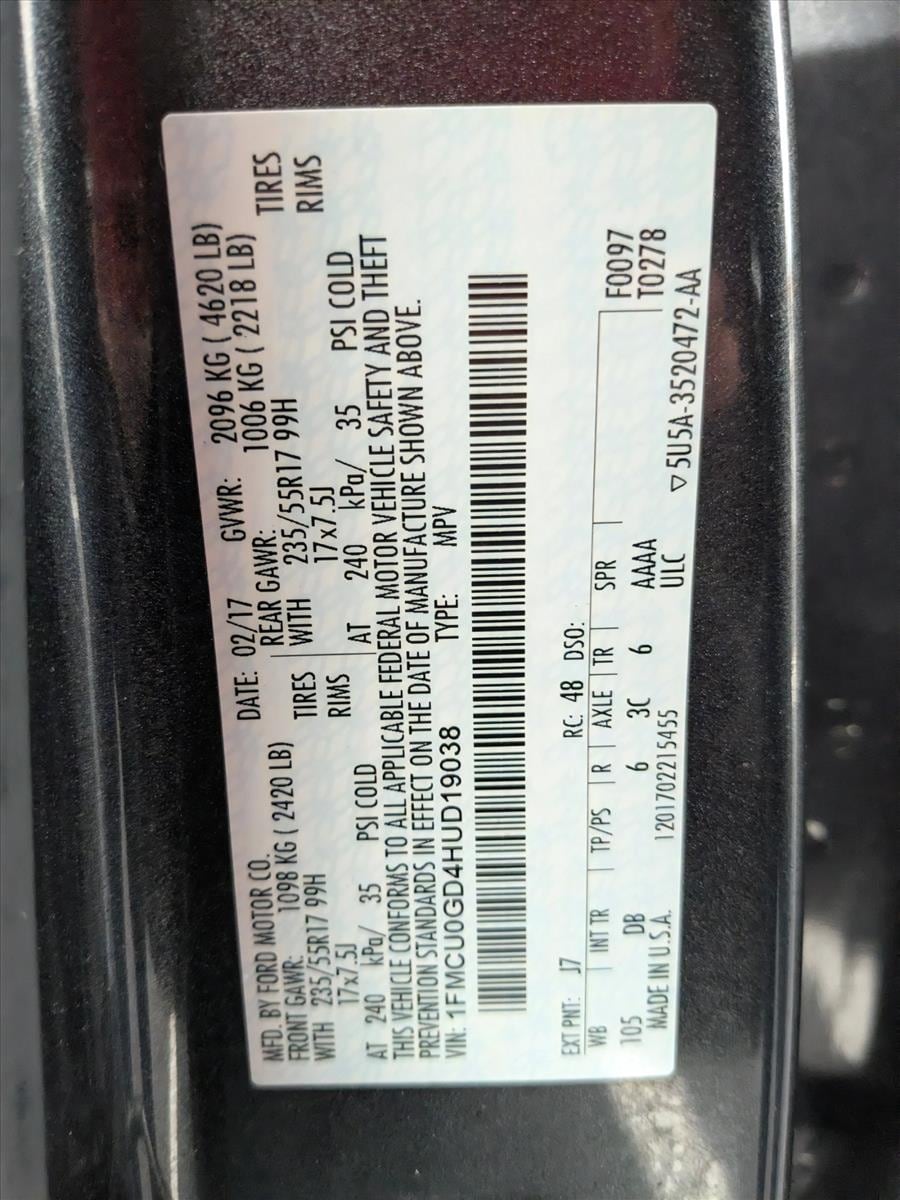 MFD. BY FORD MOTOR CO. DATE: 02/17 GVWR: 2096 KG ( 4620 LB)
FRONT GAWR: 1098 KG ( 2420 LB) REAR GAWR: 1006 KG ( 2218 LB)
WITH 235/55R17 99H TIRES WITH 235/55R17 99H TIRES
17x7.5J RIMS 17x7.5J RIMS
AT 240 kPa/ 35 PSI COLD AT 240 kPa/ 35 PSI COLD
THIS VEHICLE CONFORMS TO ALL APPLICABLE FEDERAL MOTOR VEHICLE SAFETY AND THEFT
PREVENTION STANDARDS IN EFFECT ON THE DATE OF MANUFACTURE SHOWN ABOVE.
VIN: 1FMCU0GD4HUD19038 TYPE: MPV
EXT PNT: J7 RC: 48 DSO: F0097
WB INT TR TP/PS R AXLE TR SPR T0278
105 DB 6 3C 6 AAAA
MADE IN U.S.A. 1201702215455 ULC ▽5U5A-3520472-AA